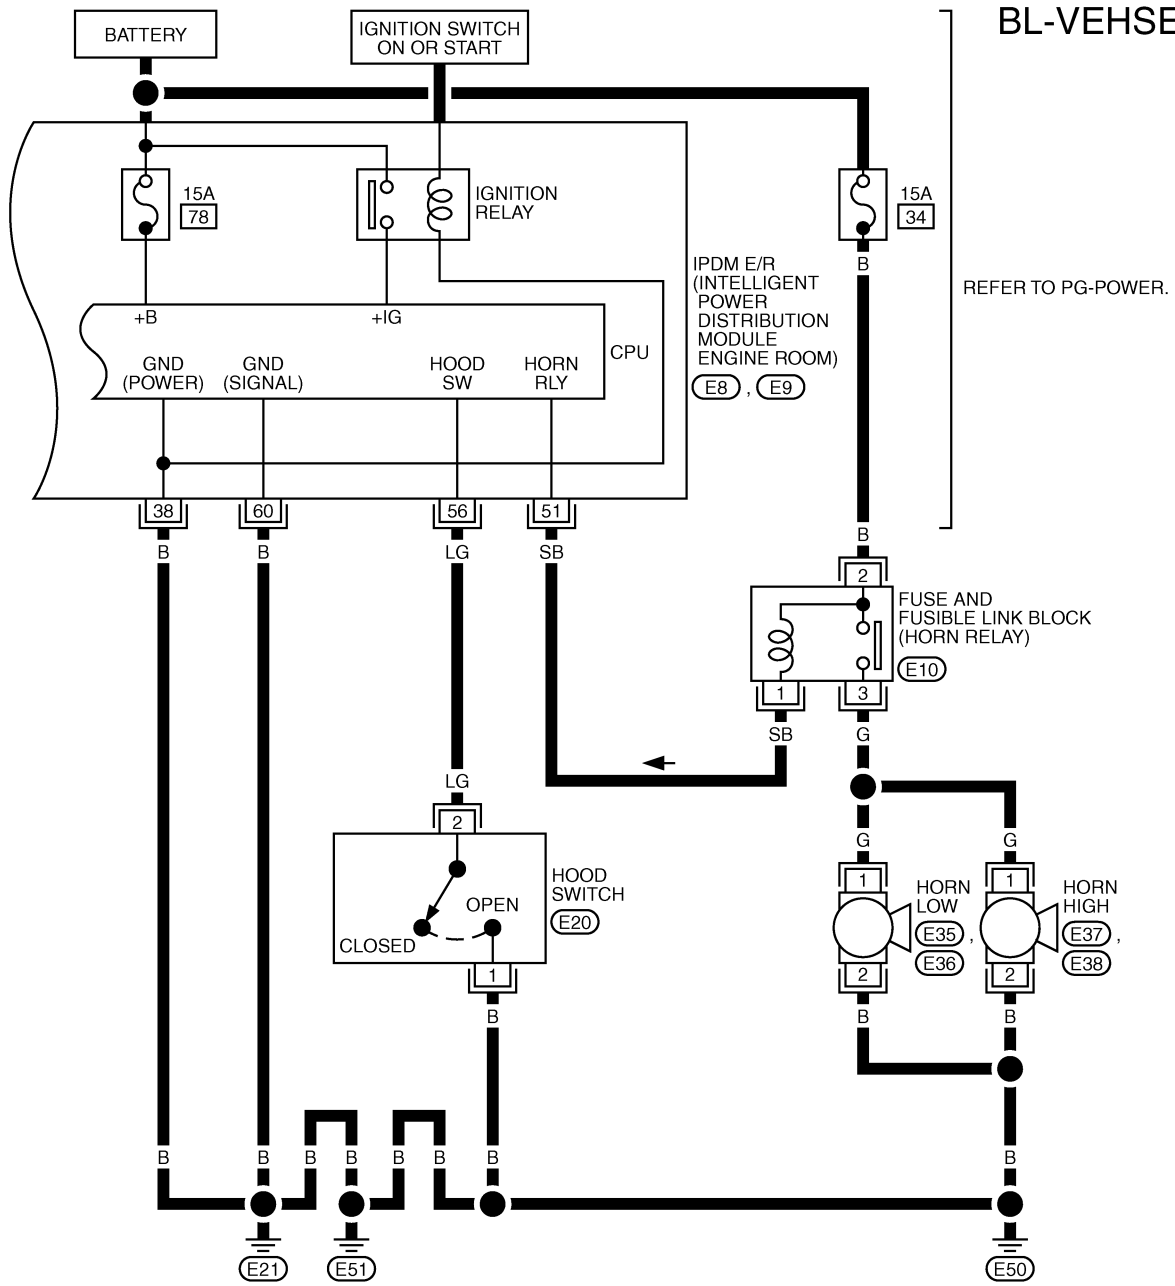 BL-VEHSE
BATTERY
IGNITION SWITCH
ON OR START
15A
78
IGNITION
RELAY
15A
34
B
IPDM E/R
(INTELLIGENT
POWER
DISTRIBUTION
MODULE
ENGINE ROOM)
E8 , E9
REFER TO PG-POWER.
+B
+IG
CPU
GND
(POWER)
GND
(SIGNAL)
HOOD
SW
HORN
RLY
38
60
56
51
B
B
LG
SB
B
2
FUSE AND
FUSIBLE LINK BLOCK
(HORN RELAY)
E10
1
3
SB
G
LG
2
HOOD
SWITCH
E20
OPEN
CLOSED
1
B
G
G
1
1
HORN
LOW
E35 ,
E36
HORN
HIGH
E37 ,
E38
2
2
B
B
B
B
B
B
B
B
B
B
E21
E51
E50